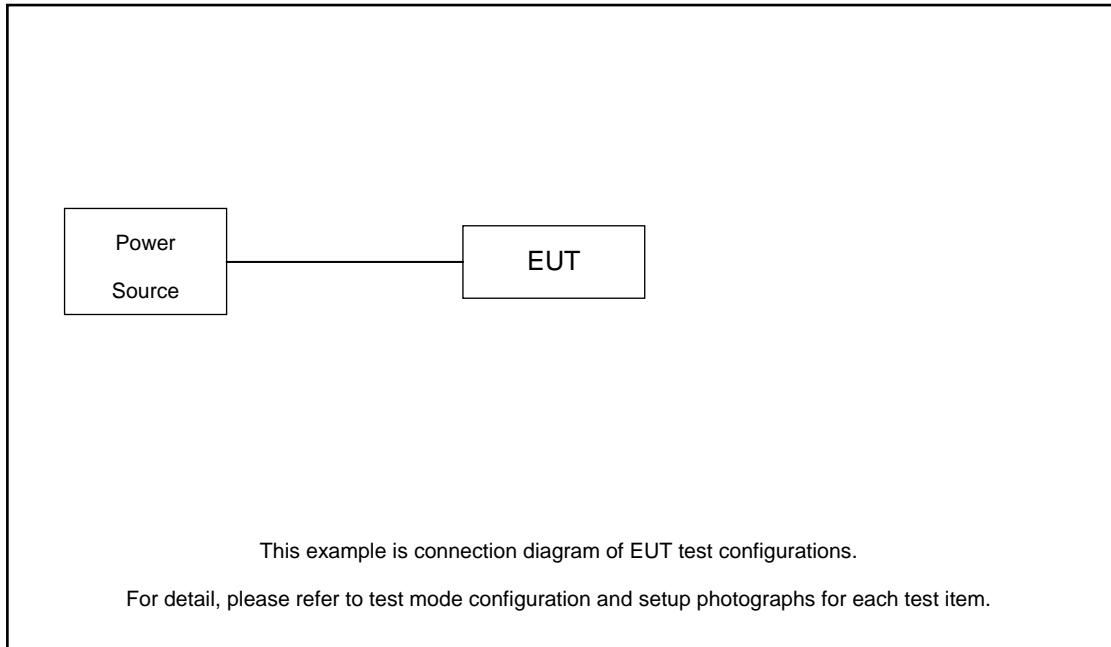 Power
Source
EUT
This example is connection diagram of EUT test configurations.
For detail, please refer to test mode configuration and setup photographs for each test item.